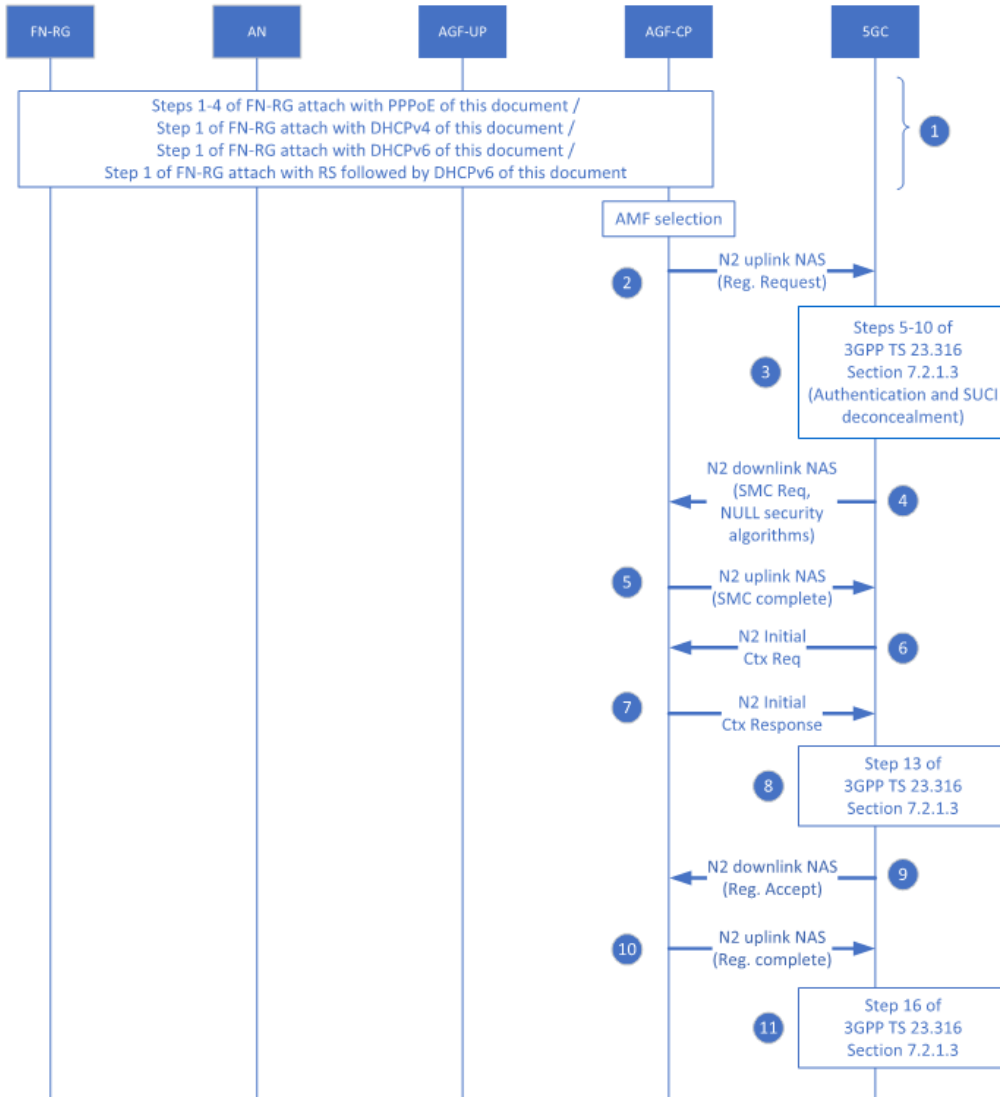 FN-RG
AN
AGF-UP
AGF-CP
5GC
Steps 1-4 of FN-RG attach with PPPoE of this document /
Step 1 of FN-RG attach with DHCPv4 of this document /
Step 1 of FN-RG attach with DHCPv6 of this document /
Step 1 of FN-RG attach with RS followed by DHCPv6 of this document
1
AMF selection
2
N2 uplink NAS
(Reg. Request)
3
Steps 5-10 of
3GPP TS 23.316
Section 7.2.1.3
(Authentication and SUCI
deconcealment)
N2 downlink NAS
(SMC Req,
NULL security
algorithms)
4
5
N2 uplink NAS
(SMC complete)
N2 Initial
Ctx Req
6
7
N2 Initial
Ctx Response
8
Step 13 of
3GPP TS 23.316
Section 7.2.1.3
N2 downlink NAS
(Reg. Accept)
9
10
N2 uplink NAS
(Reg. complete)
11
Step 16 of
3GPP TS 23.316
Section 7.2.1.3